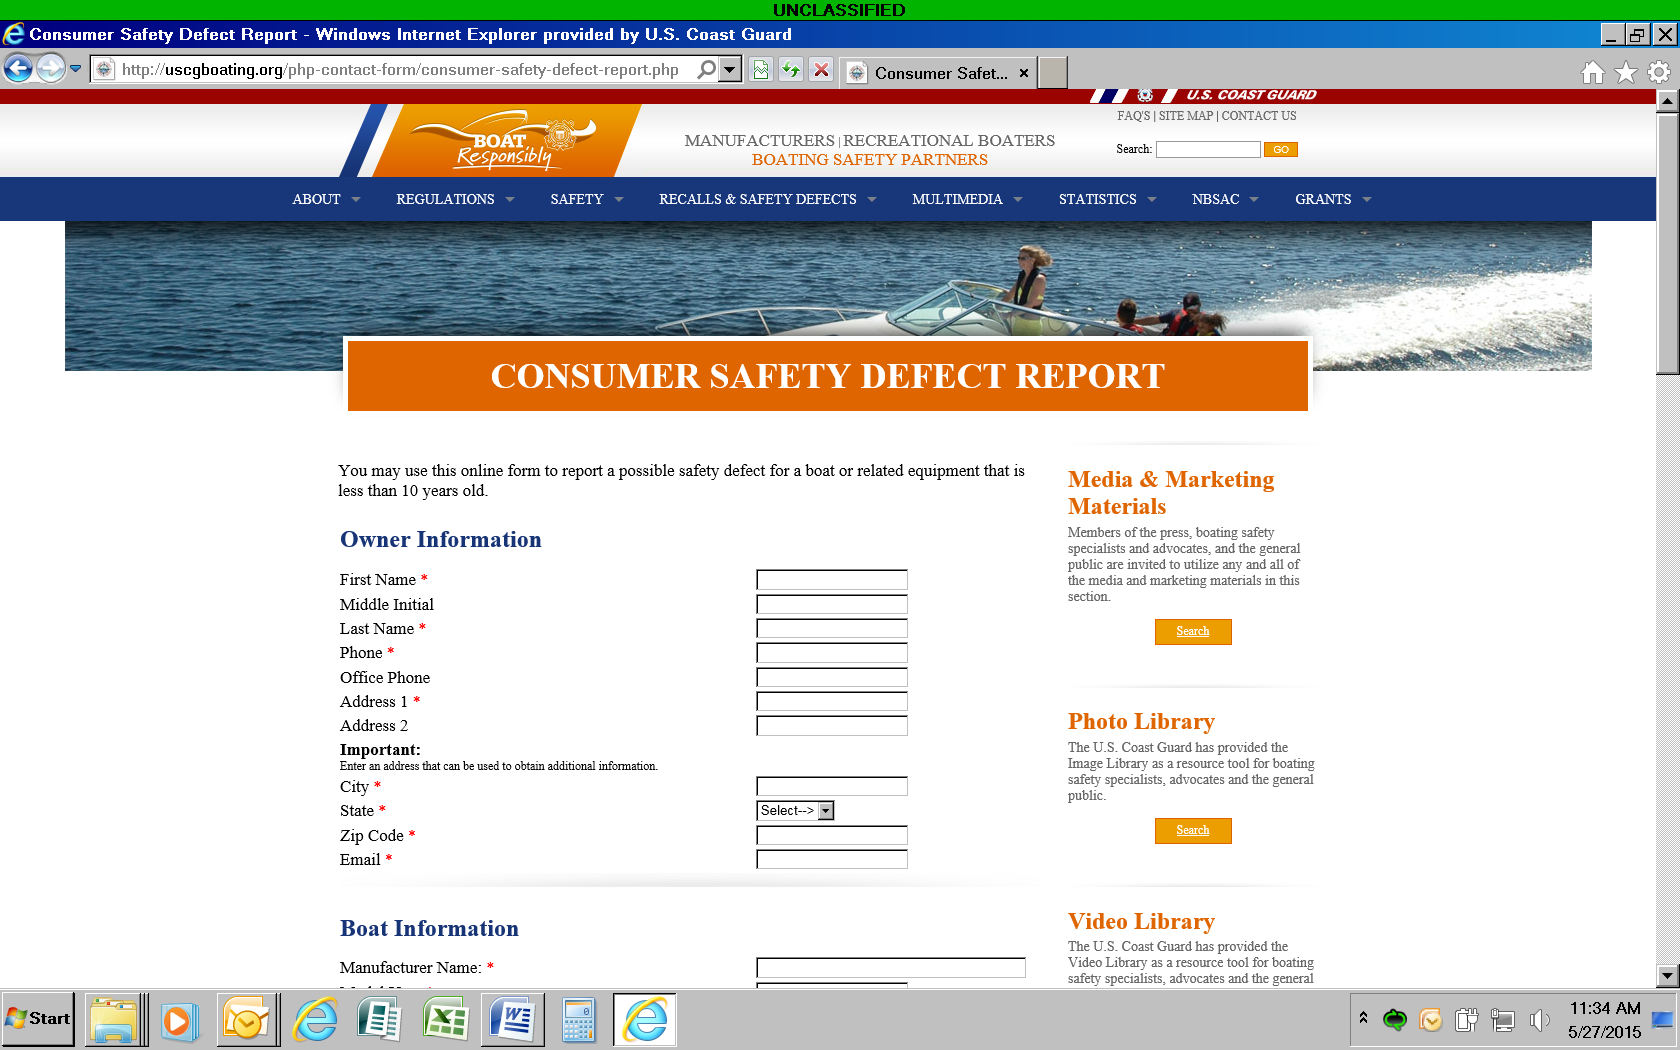 UNCLASSIFIED
Consumer Safety Defect Report - Windows Internet Explorer provided by U.S. Coast Guard
http://uscgboating.org/php-contact-form/consumer-safety-defect-report.php
Consumer Safet...
U.S. COAST GUARD
FAQ'S | SITE MAP | CONTACT US
BOAT
Responsibly
MANUFACTURERS | RECREATIONAL BOATERS
BOATING SAFETY PARTNERS
Search:
GO
ABOUT REGULATIONS SAFETY RECALLS & SAFETY DEFECTS MULTIMEDIA STATISTICS NBSAC GRANTS
CONSUMER SAFETY DEFECT REPORT
You may use this online form to report a possible safety defect for a boat or related equipment that is
less than 10 years old.
Owner Information
First Name *
Middle Initial
Last Name *
Phone *
Office Phone
Address 1 *
Address 2
Important:
Enter an address that can be used to obtain additional information.
City *
State *
Select-->
Zip Code *
Email *
Boat Information
Manufacturer Name: *
Media & Marketing
Materials
Members of the press, boating safety
specialists and advocates, and the general
public are invited to utilize any and all of
the media and marketing materials in this
section.
Search
Photo Library
The U.S. Coast Guard has provided the
Image Library as a resource tool for boating
safety specialists, advocates and the general
public.
Search
Video Library
The U.S. Coast Guard has provided the
Video Library as a resource tool for boating
safety specialists, advocates and the general
Start
11:34 AM
5/27/2015